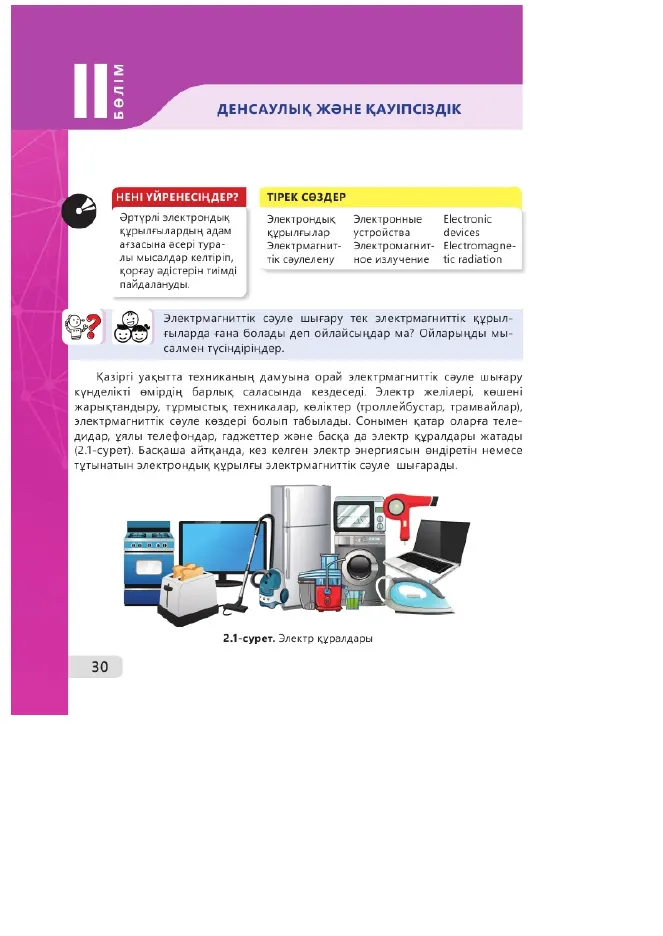 II
БӨЛІМ
ДЕНСАУЛЫҚ ЖӘНЕ ҚАУІПСІЗДІК
НЕНІ ҮЙРЕНЕСІҢДЕР?
Әртүрлі электрондық
құрылғылардың адам
ағзасына әсері тура-
лы мысалдар келтіріп,
қорғау әдістерін тиімді
пайдалануды.
ТІРЕК СӨЗДЕР
Электрондық
құрылғылар
Электрмагнит-
тік сәулелену
Электронные
устройства
Электромагнит-
ное излучение
Electronic
devices
Electromagne-
tic radiation
Электрмагниттік сәуле шығару тек электрмагниттік құрыл-
ғыларда ғана болады деп ойлайсыңдар ма? Ойларыңды мы-
салмен түсіндіріңдер.
Қазіргі уақытта техниканың дамуына орай электрмагниттік сәуле шығару
күнделікті өмірдің барлық саласында кездеседі. Электр желілері, көшені
жарықтандыру, тұрмыстық техникалар, көліктер (троллейбустар, трамвайлар),
электрмагниттік сәуле көздері болып табылады. Сонымен қатар оларға теле-
дидар, ұялы телефондар, гаджеттер және басқа да электр құралдары жатады
(2.1-сурет). Басқаша айтқанда, кез келген электр энергиясын өндіретін немесе
тұтынатын электрондық құрылғы электрмагниттік сәуле шығарады.
2.1-сурет. Электр құралдары
30